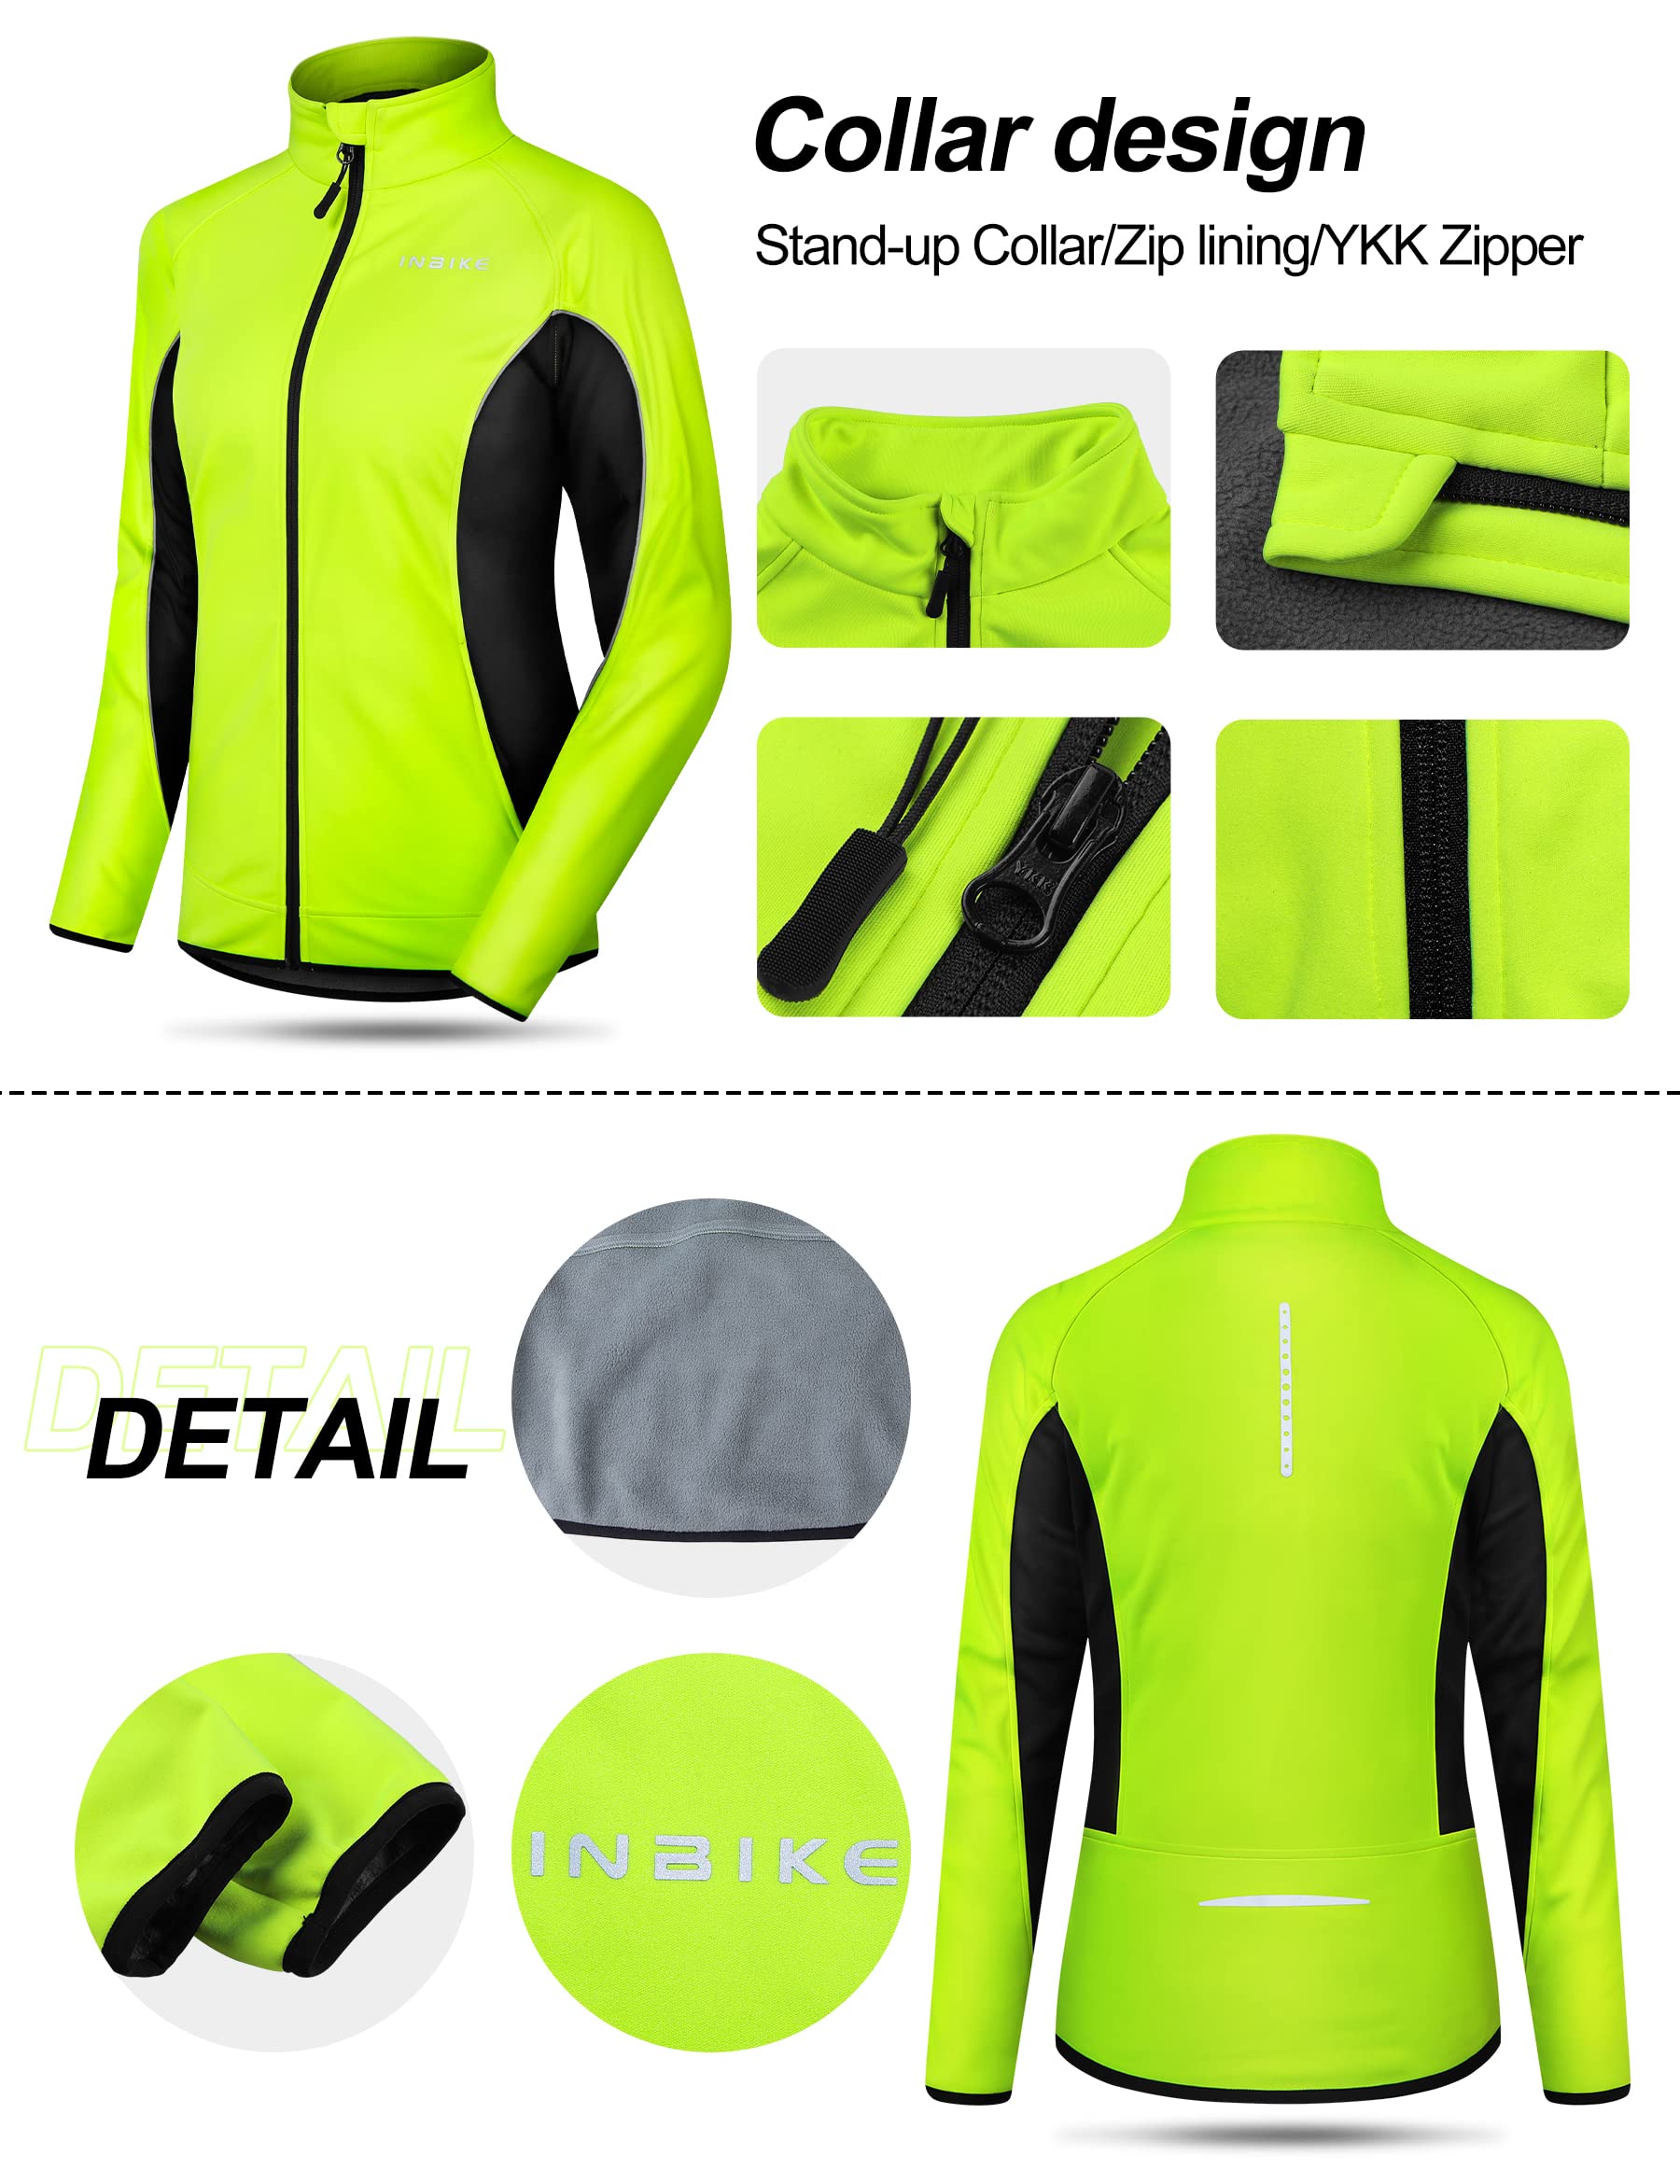 Collar design
Stand-up Collar/Zip lining/YKK Zipper
INBIKE
YKK
DETAIL
DETAIL
INBIKE